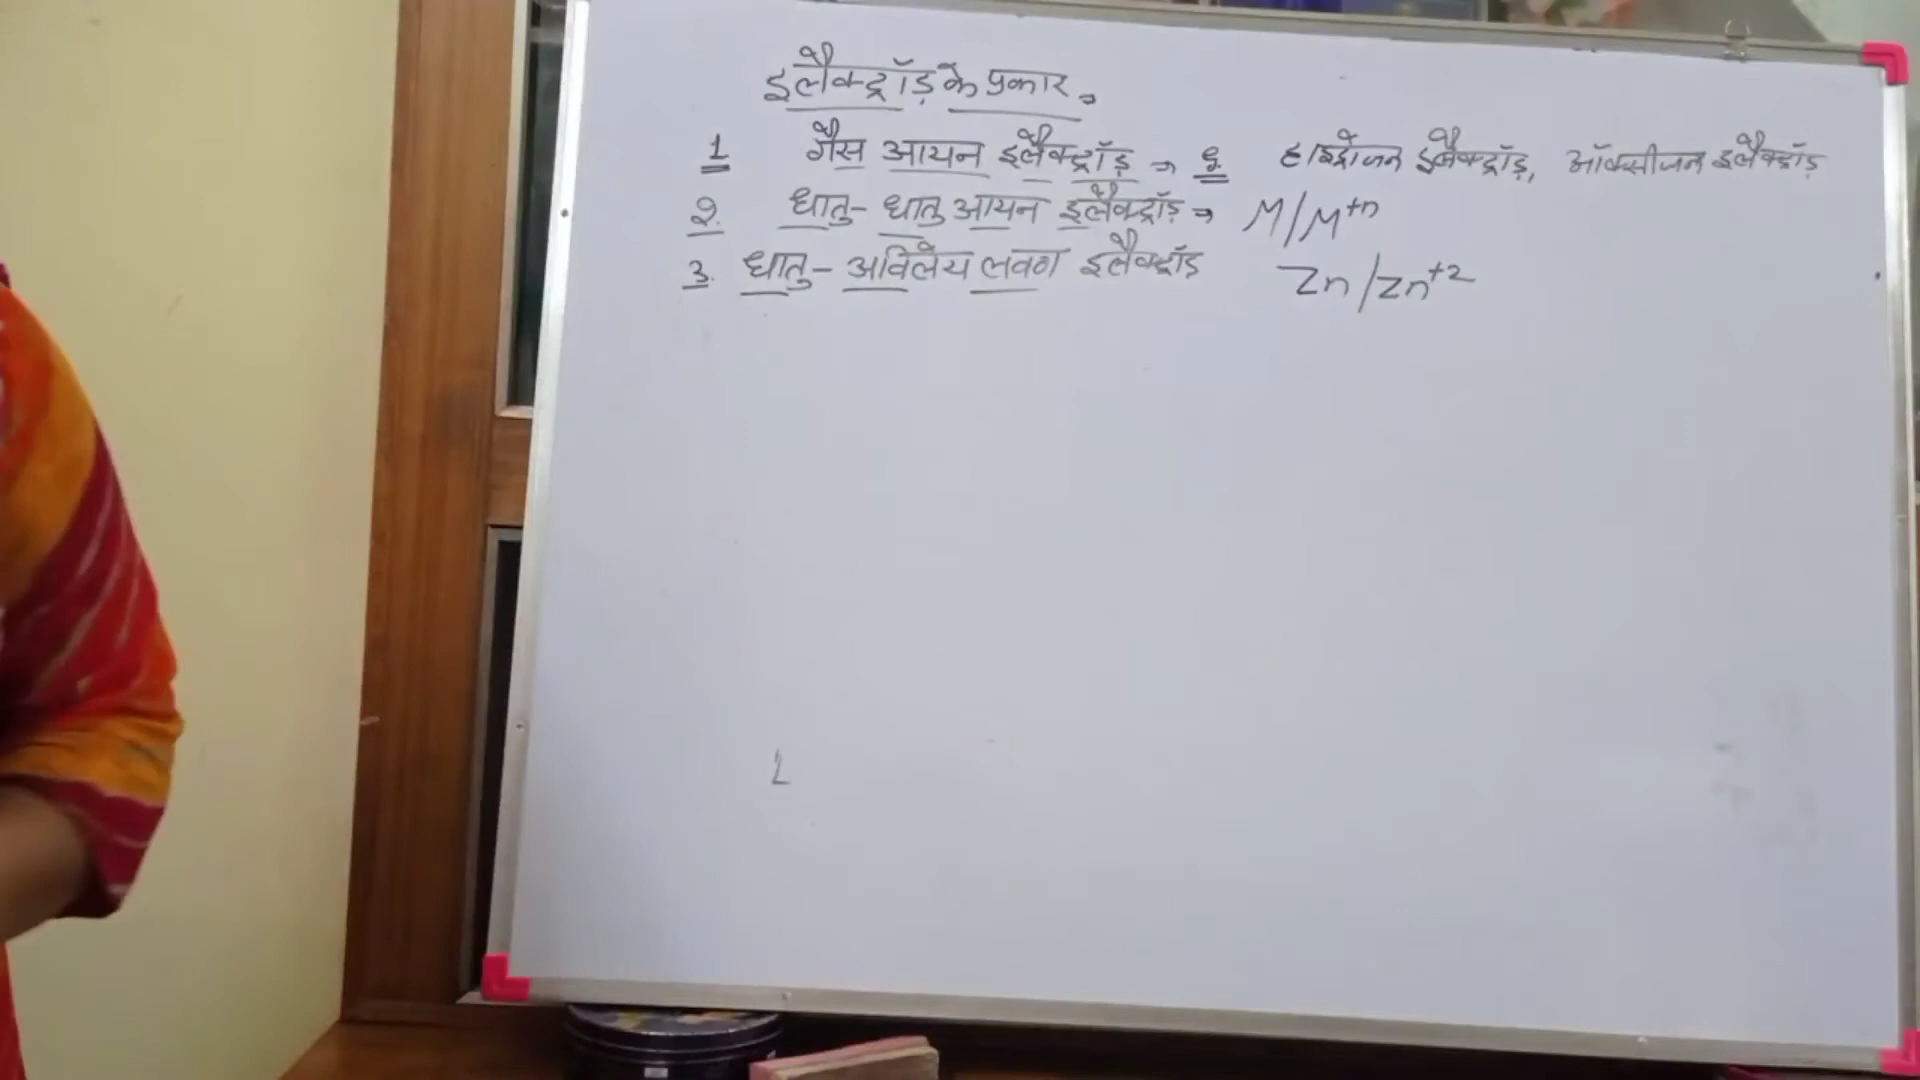 इलैक्ट्रॉड़ के प्रकार →
1 गैस आयन इलैक्ट्रॉड़ → हाइड्रोजन इलैक्ट्रॉड़, ऑक्सीजन इलैक्ट्रॉड़
2. धातु- धातु आयन इलैक्ट्रॉड़ → M/M+n
3. धातु- अविलेय लवण इलैक्ट्रॉड Zn/Zn+2